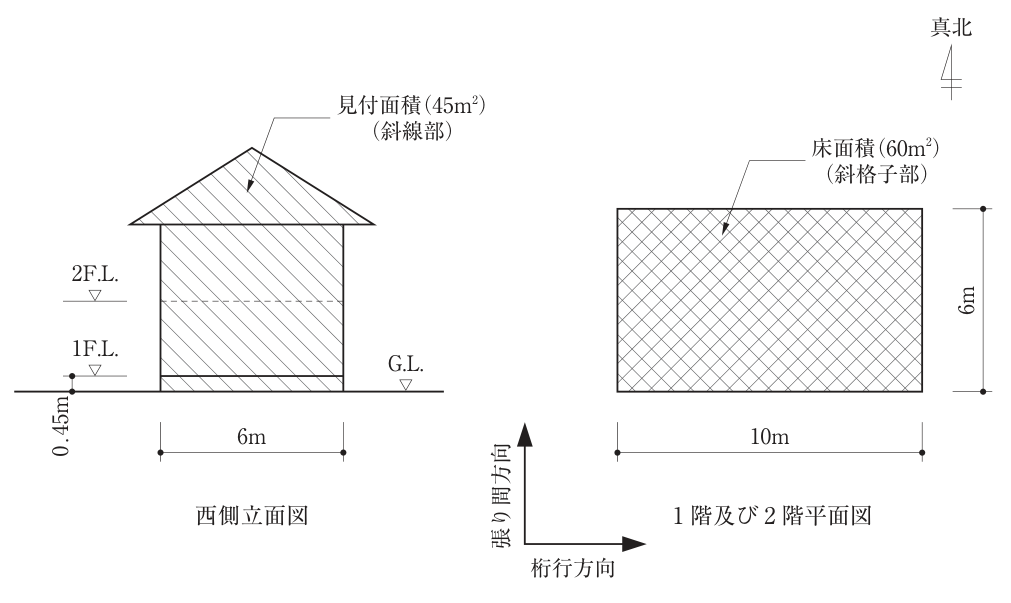 真北
見付面積(45m²)
(斜線部)
床面積(60m²)
(斜格子部)
2F.L.
1F.L.
G.L.
0.45m
6m
6m
10m
張り間方向
桁行方向
西側立面図
1階及び2階平面図